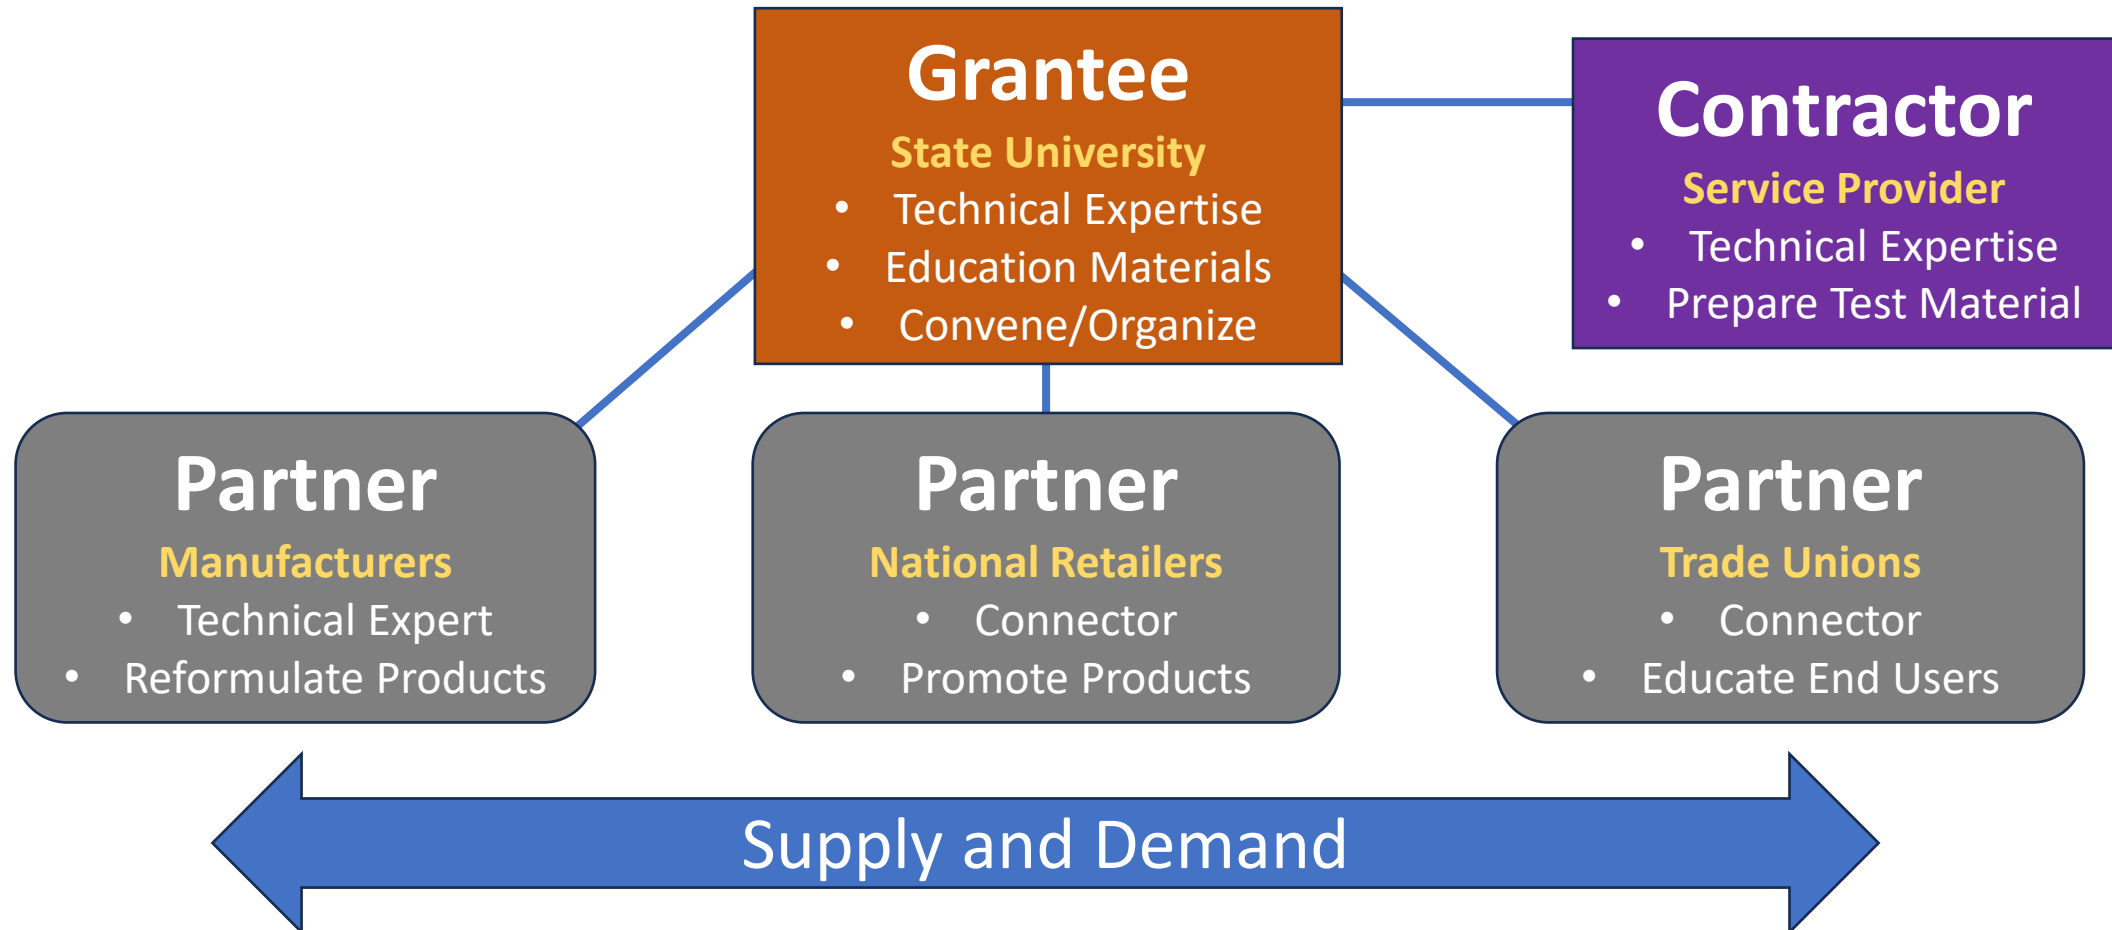 Grantee
State University
• Technical Expertise
• Education Materials
• Convene/Organize
Contractor
Service Provider
• Technical Expertise
• Prepare Test Material
Partner
Manufacturers
• Technical Expert
• Reformulate Products
Partner
National Retailers
• Connector
• Promote Products
Partner
Trade Unions
• Connector
• Educate End Users
Supply and Demand